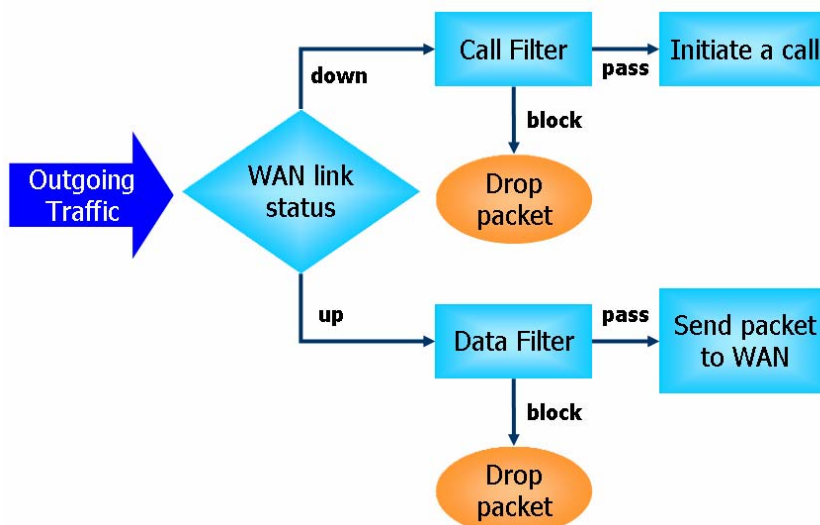 Call Filter
pass
Initiate a call
down
block
Outgoing
Traffic
WAN link
status
Drop
packet
up
Data Filter
pass
Send packet
to WAN
block
Drop
packet